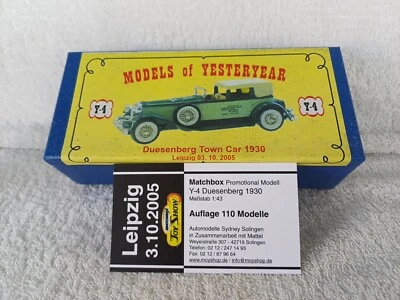 MODELS of YESTERYEAR
Y-4
Y-4
Duesenberg Town Car 1930
Leipzig 03. 10. 2005
Leipzig
3.10.2005
TOY SHOW
Matchbox Promotional Modell
Y-4 Duesenberg 1930
Maßstab 1:43
Auflage 110 Modelle
Automodelle Sydney Solingen
in Zusammenarbeit mit Mattel
Weyerstraße 307 - 42719 Solingen
Telefon: 02 12 / 247 14 93
Fax: 02 12 / 87 96 64
www.moyshop.de | info@moyshop.de